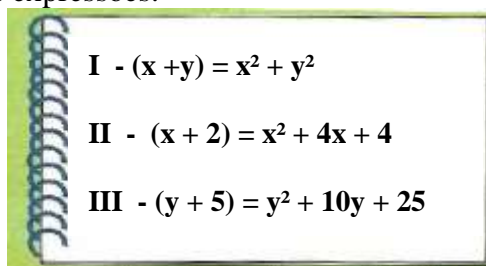 expressões:
I - (x +y) = x² + y²
II - (x + 2) = x² + 4x + 4
III - (y + 5) = y² + 10y + 25